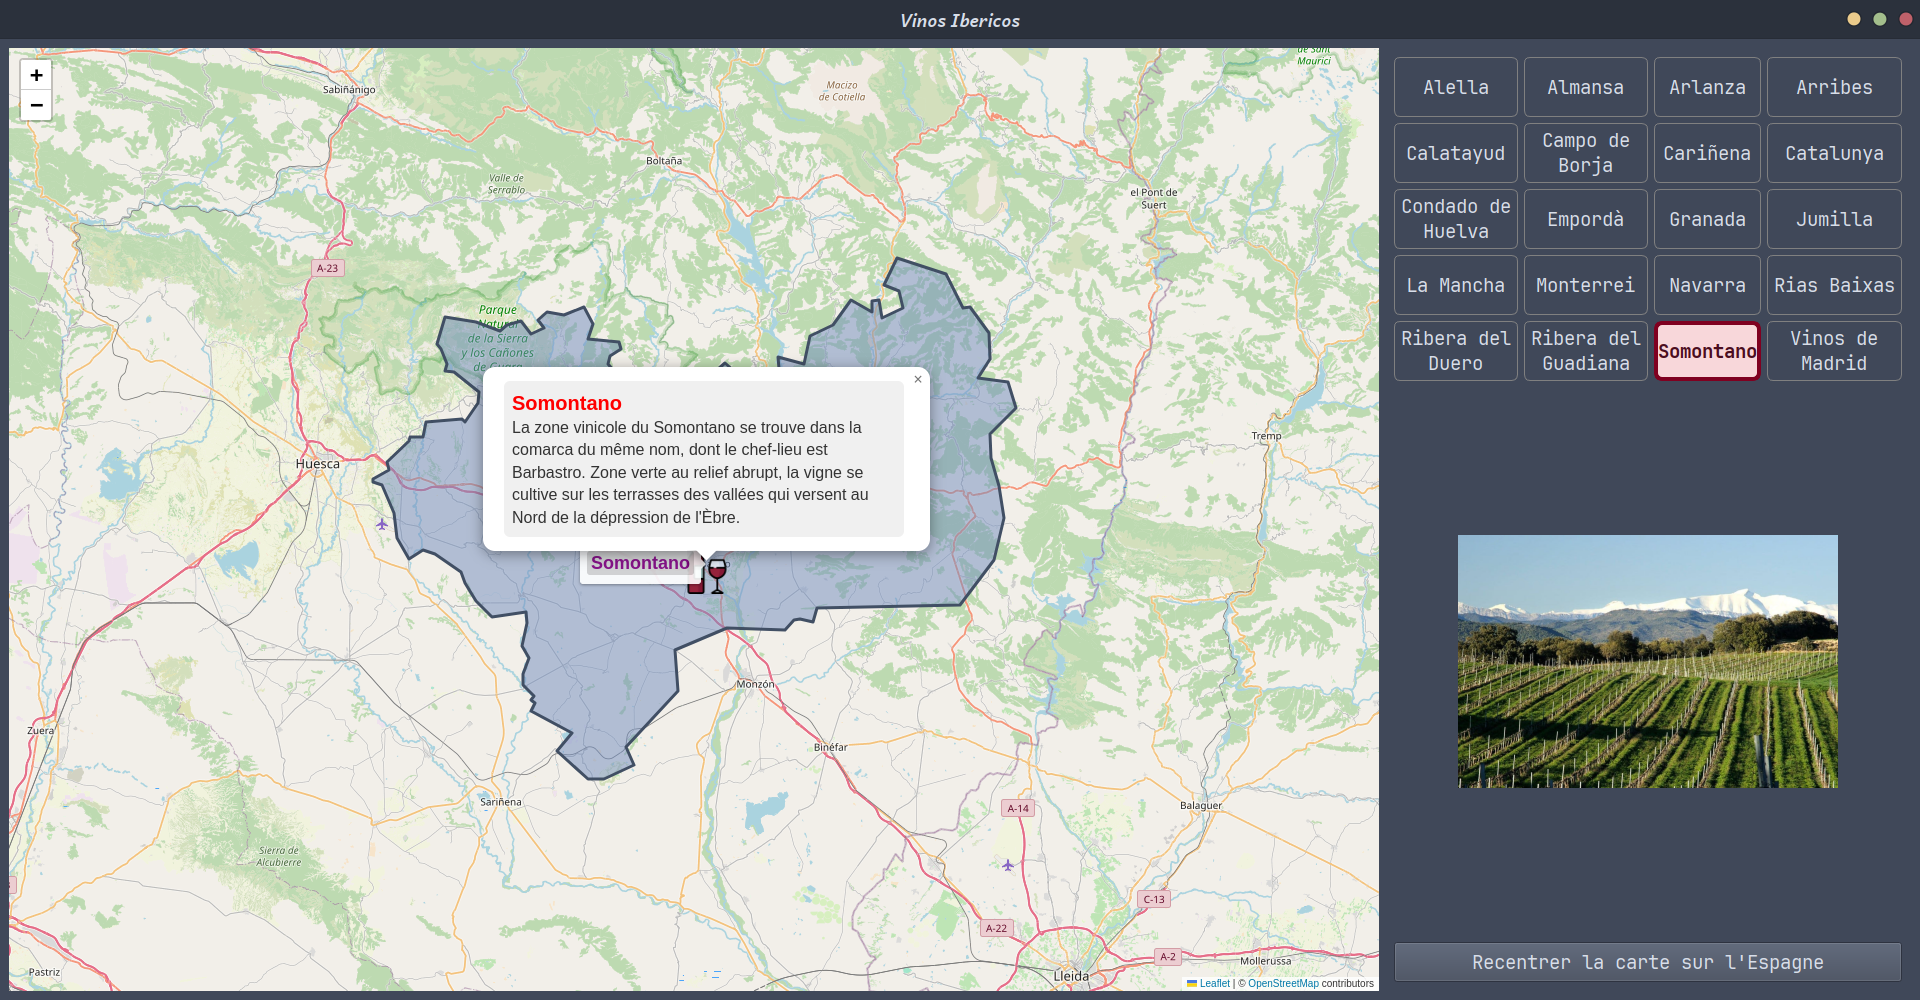 Vinos Ibericos
+
−
de Sant
Maurici
Sabiñánigo
Macizo
de Cotiella
Boltaña
Valle de
Serrablo
el Pont de
Suert
A-23
Parque
Natural
de la Sierra
y los Cañones
de Guara
Huesca
Tremp
×
Somontano
La zone vinicole du Somontano se trouve dans la
comarca du même nom, dont le chef-lieu est
Barbastro. Zone verte au relief abrupt, la vigne se
cultive sur les terrasses des vallées qui versent au
Nord de la dépression de l'Èbre.
Somontano
Monzón
Zuera
Binéfar
Sariñena
A-14
Balaguer
Sierra de
Alcubierre
C-13
A-22
A-2
Pastriz
Lleida
Mollerussa
Leaflet | © OpenStreetMap contributors
Alella
Almansa
Arlanza
Arribes
Calatayud
Campo de
Borja
Cariñena
Catalunya
Condado de
Huelva
Empordà
Granada
Jumilla
La Mancha
Monterrei
Navarra
Rias Baixas
Ribera del
Duero
Ribera del
Guadiana
Somontano
Vinos de
Madrid
Recentrer la carte sur l'Espagne